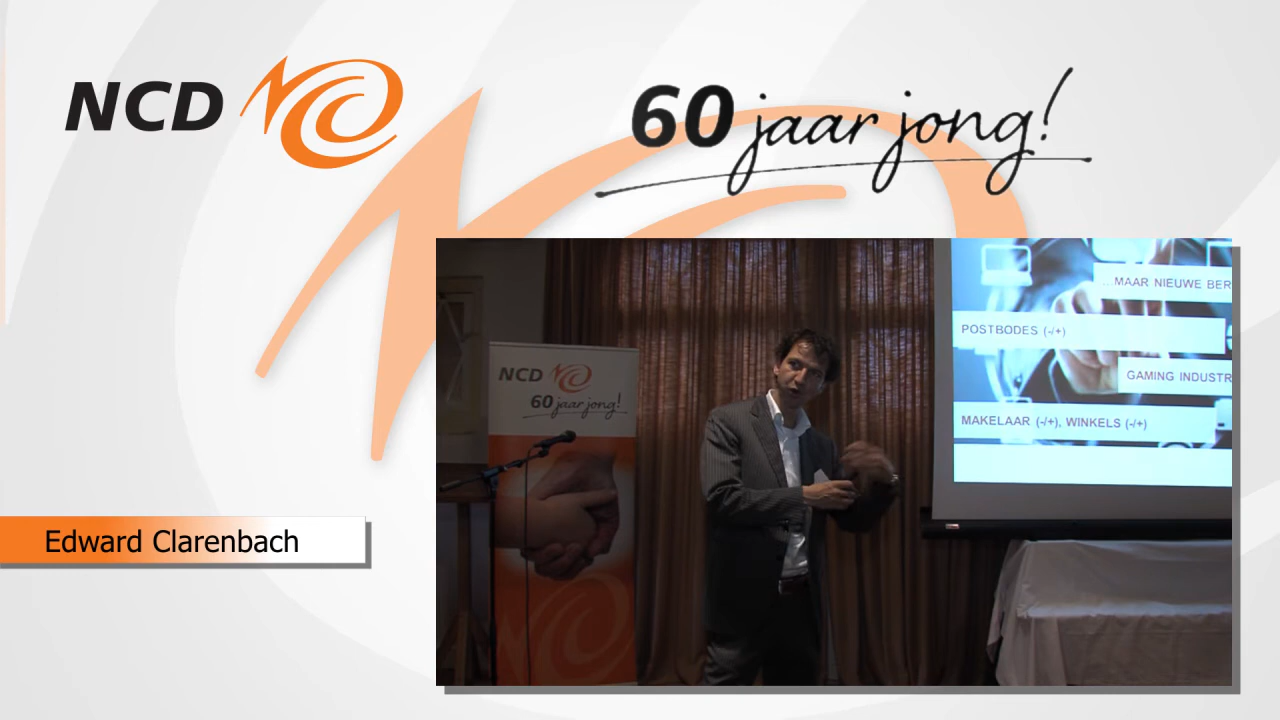 NCD
60 jaar jong!
...MAAR NIEUWE BER
POSTBODES (-/+)
GAMING INDUSTR
MAKELAAR (-/+), WINKELS (-/+)
NCD
60 jaar jong!
Edward Clarenbach